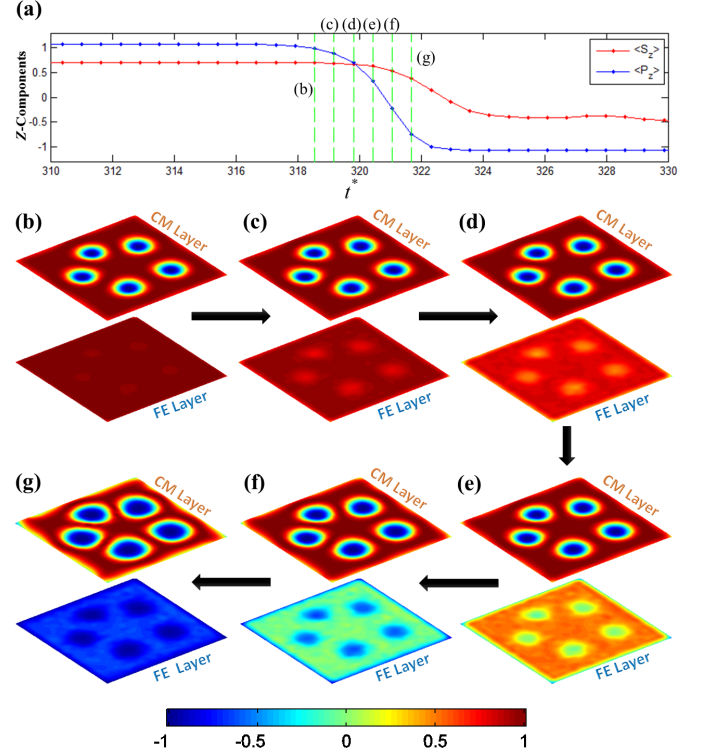 (a)
(c) (d) (e) (f)
(g)
(b)
<S_z>
<P_z>
Z-Components
1
0.5
0
-0.5
-1
310 312 314 316 318 320 322 324 326 328 330
t*
(b) (c) (d)
CM Layer CM Layer CM Layer
FE Layer FE Layer FE Layer
(g) (f) (e)
CM Layer CM Layer CM Layer
FE Layer FE Layer FE Layer
-1 -0.5 0 0.5 1